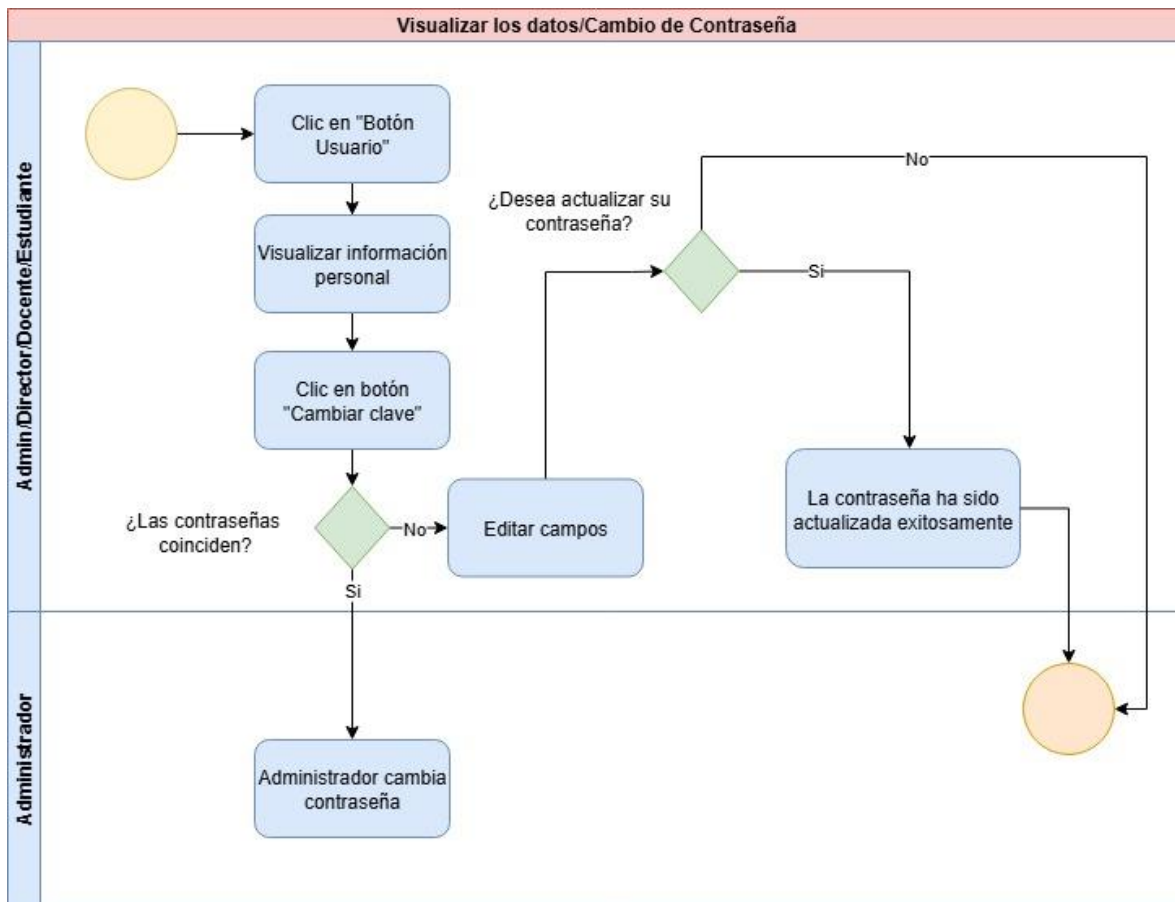 Visualizar los datos/Cambio de Contraseña
Admin/Director/Docente/Estudiante
Clic en "Botón
Usuario"
Visualizar información
personal
Clic en botón
"Cambiar clave"
¿Las contraseñas
coinciden?
No
Si
Editar campos
¿Desea actualizar su
contraseña?
No
Si
La contraseña ha sido
actualizada exitosamente
Administrador
Administrador cambia
contraseña